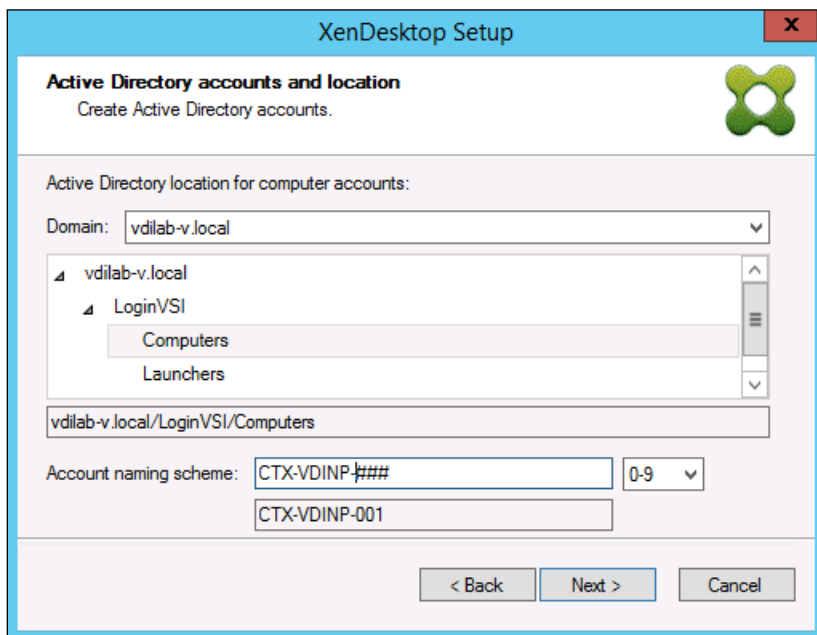 XenDesktop Setup
x
Active Directory accounts and location
Create Active Directory accounts.
Active Directory location for computer accounts:
Domain: vdilab-v.local
vdilab-v.local
LoginVSI
Computers
Launchers
vdilab-v.local/LoginVSI/Computers
Account naming scheme: CTX-VDINP-### 0-9
CTX-VDINP-001
< Back Next > Cancel